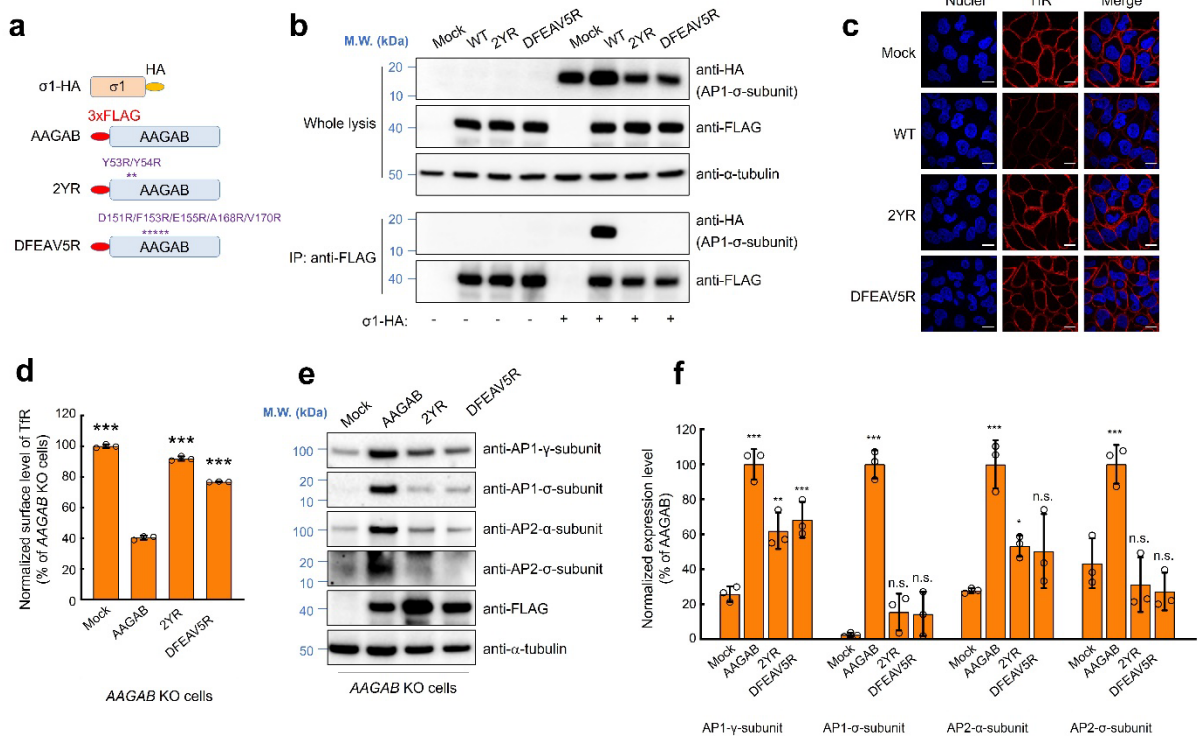 a
HA
σ1-HA
σ1
3xFLAG
AAGAB
AAGAB
Y53R/Y54R
**
2YR
AAGAB
D151R/F153R/E155R/A168R/V170R
*****
DFEAV5R
AAGAB
b
M.W. (kDa)
Mock
WT
2YR
DFEAV5R
Mock
WT
2YR
DFEAV5R
Whole lysis
20
10
anti-HA
(AP1-σ-subunit)
40
anti-FLAG
50
anti-α-tubulin
IP: anti-FLAG
20
10
anti-HA
(AP1-σ-subunit)
40
anti-FLAG
σ1-HA: - - - - + + + +
c
Nuclei TfR Merge
Mock
WT
2YR
DFEAV5R
d
Normalized surface level of TfR
(% of AAGAB KO cells)
120
100
80
60
40
20
0
***
***
***
Mock
AAGAB
2YR
DFEAV5R
AAGAB KO cells
e
M.W. (kDa)
Mock
AAGAB
2YR
DFEAV5R
100
anti-AP1-γ-subunit
20
10
anti-AP1-σ-subunit
100
anti-AP2-α-subunit
20
10
anti-AP2-σ-subunit
40
anti-FLAG
50
anti-α-tubulin
AAGAB KO cells
f
Normalized expression level
(% of AAGAB)
120
100
80
60
40
20
0
***
**
***
***
n.s.
n.s.
***
*
n.s.
***
n.s.
n.s.
Mock
AAGAB
2YR
DFEAV5R
Mock
AAGAB
2YR
DFEAV5R
Mock
AAGAB
2YR
DFEAV5R
Mock
AAGAB
2YR
DFEAV5R
AP1-γ-subunit
AP1-σ-subunit
AP2-α-subunit
AP2-σ-subunit